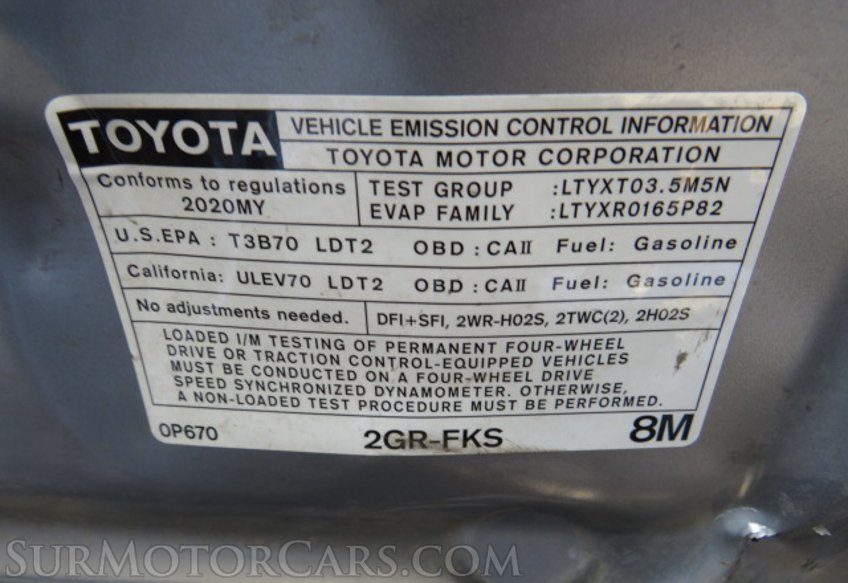 TOYOTA VEHICLE EMISSION CONTROL INFORMATION
TOYOTA MOTOR CORPORATION
Conforms to regulations
2020MY
TEST GROUP :LTYXT03.5M5N
EVAP FAMILY :LTYXR0165P82
U.S.EPA : T3B70 LDT2 OBD : CAII Fuel: Gasoline
California: ULEV70 LDT2 OBD : CAII Fuel: Gasoline
No adjustments needed. DFI+SFI, 2WR-HO2S, 2TWC(2), 2HO2S
LOADED I/M TESTING OF PERMANENT FOUR-WHEEL
DRIVE OR TRACTION CONTROL-EQUIPPED VEHICLES
MUST BE CONDUCTED ON A FOUR-WHEEL DRIVE
SPEED SYNCHRONIZED DYNAMOMETER. OTHERWISE,
A NON-LOADED TEST PROCEDURE MUST BE PERFORMED.
0P670 2GR-FKS 8M
SURMOTORCARS.COM